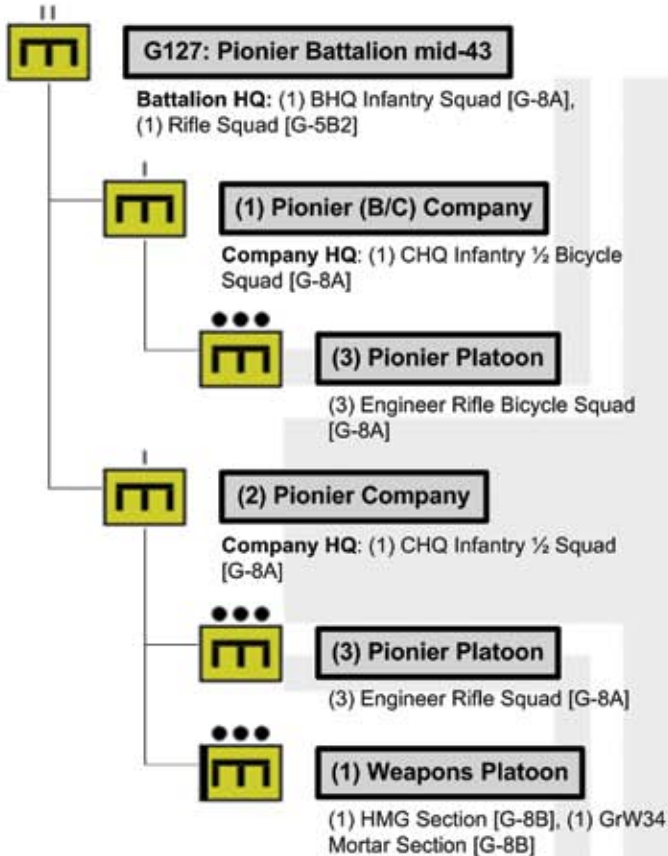 G127: Pionier Battalion mid-43
Battalion HQ: (1) BHQ Infantry Squad [G-8A],
(1) Rifle Squad [G-5B2]
(1) Pionier (B/C) Company
Company HQ: (1) CHQ Infantry ½ Bicycle
Squad [G-8A]
(3) Pionier Platoon
(3) Engineer Rifle Bicycle Squad
[G-8A]
(2) Pionier Company
Company HQ: (1) CHQ Infantry ½ Squad
[G-8A]
(3) Pionier Platoon
(3) Engineer Rifle Squad [G-8A]
(1) Weapons Platoon
(1) HMG Section [G-8B], (1) GrW34
Mortar Section [G-8B]